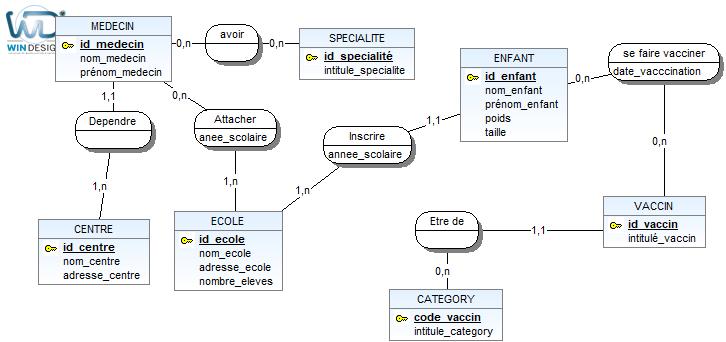 WIN DESIGN
MEDECIN
id_medecin
nom_medecin
prénom_medecin
0,n
avoir
0,n
SPECIALITE
id_specialité
intitule_specialite
ENFANT
id_enfant
nom_enfant
prénom_enfant
poids
taille
0,n
se faire vacciner
date_vacccination
1,1
Dependre
0,n
Attacher
anee_scolaire
Inscrire
annee_scolaire
1,1
0,n
1,n
1,n
1,n
CENTRE
id_centre
nom_centre
adresse_centre
ECOLE
id_ecole
nom_ecole
adresse_ecole
nombre_eleves
Etre de
1,1
VACCIN
id_vaccin
intitulé_vaccin
0,n
CATEGORY
code_vaccin
intitule_category